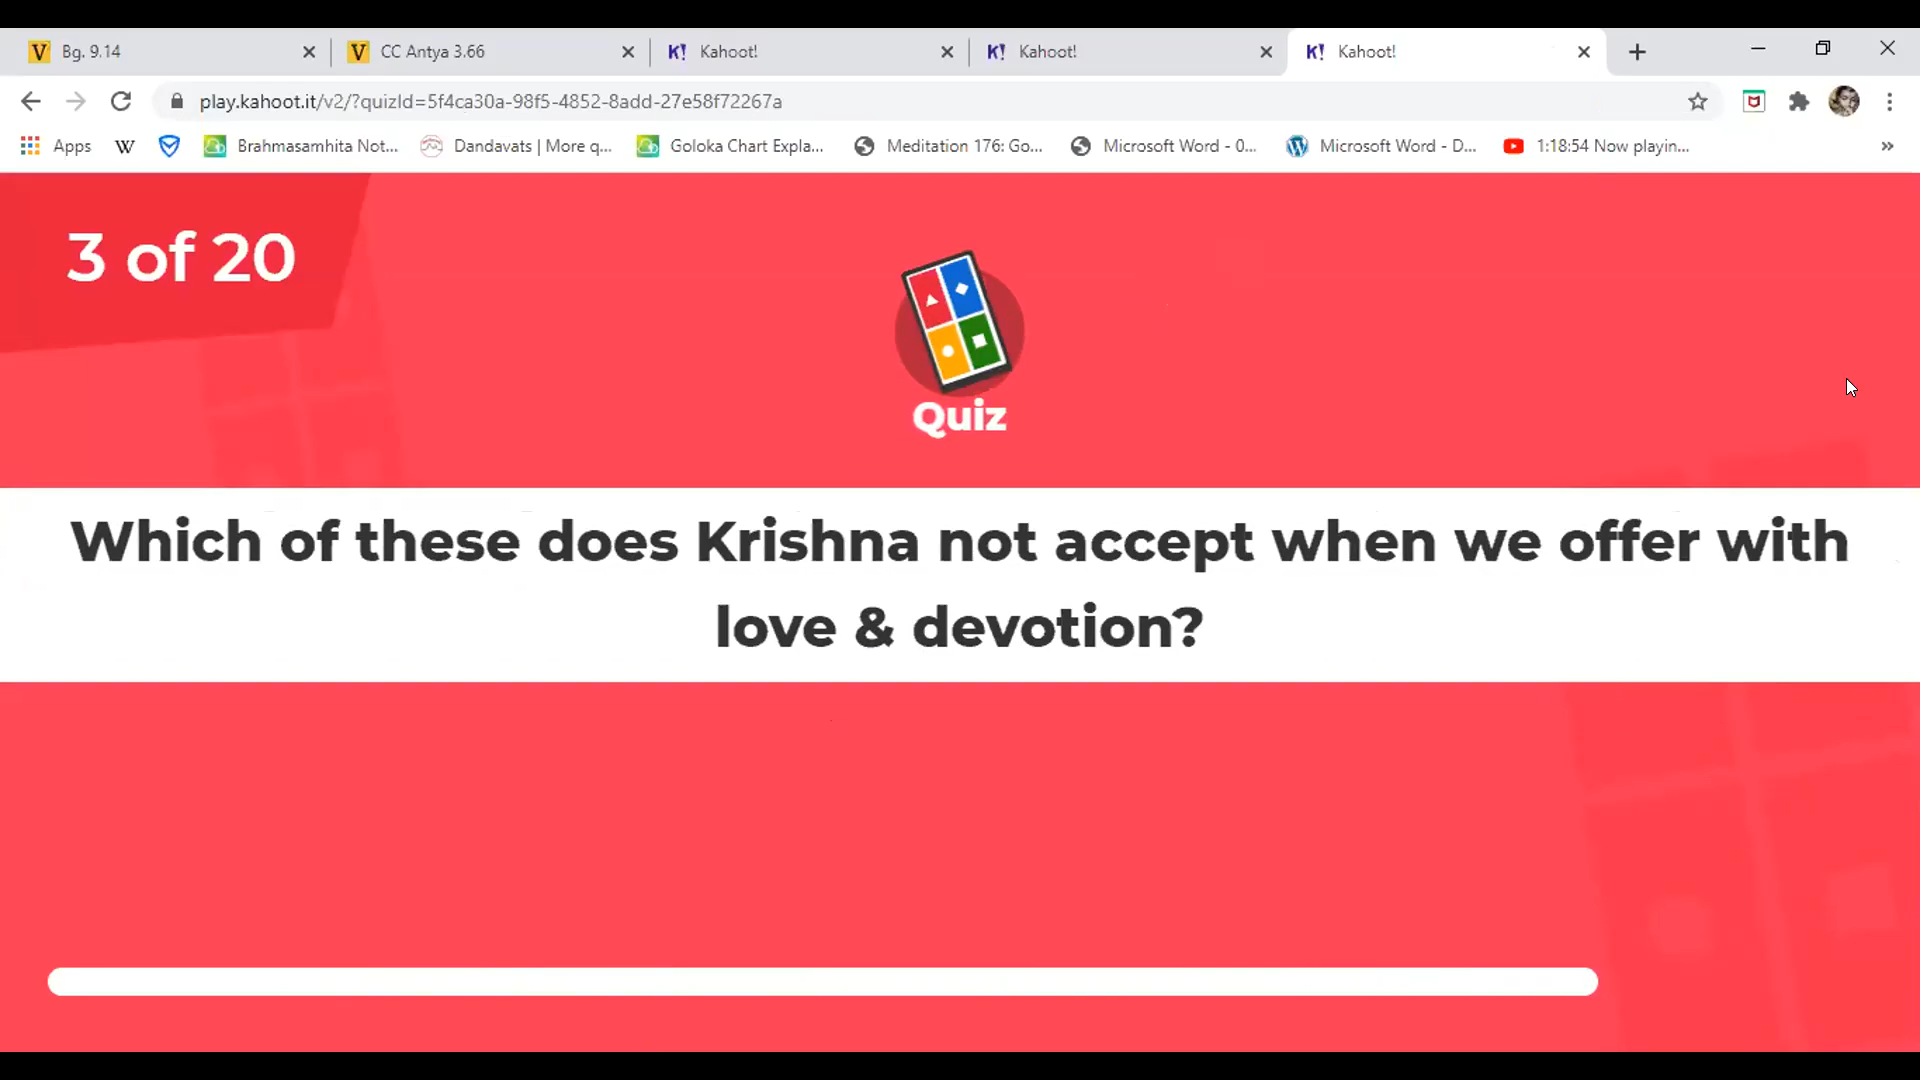 Bg. 9.14
CC Antya 3.66
K! Kahoot!
K! Kahoot!
K! Kahoot!
play.kahoot.it/v2/?quizId=5f4ca30a-98f5-4852-8add-27e58f72267a
Apps
W
Brahmasamhita Not...
Dandavats | More q...
Goloka Chart Expla...
Meditation 176: Go...
Microsoft Word - 0...
Microsoft Word - D...
1:18:54 Now playin...
3 of 20
Quiz
Which of these does Krishna not accept when we offer with
love & devotion?